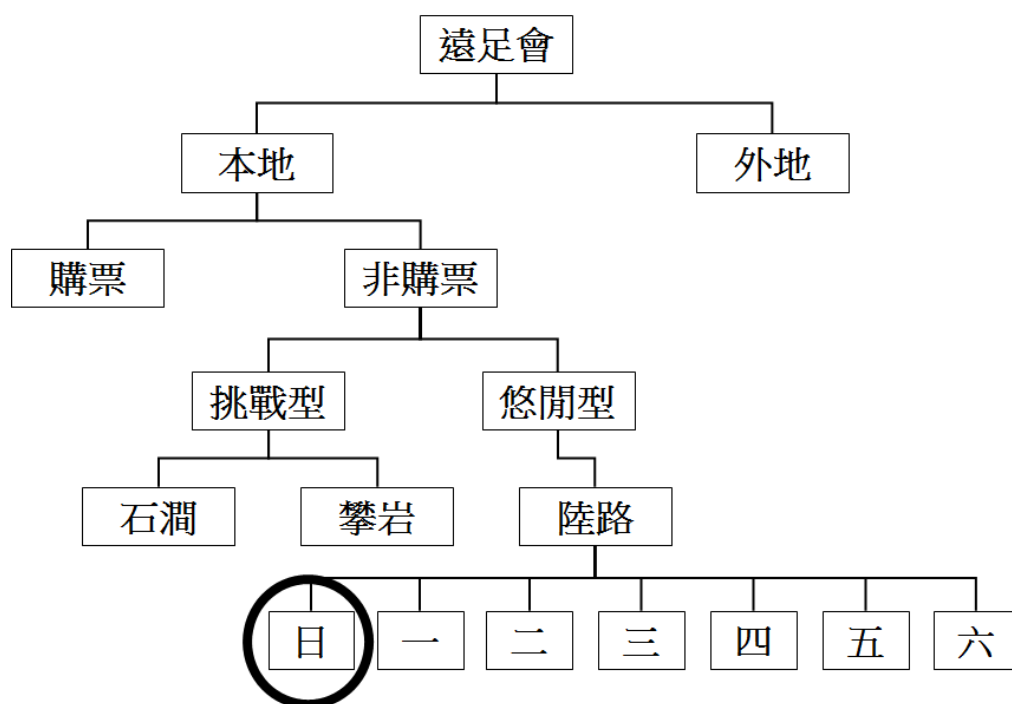 遠足會
本地
外地
購票
非購票
挑戰型
悠閒型
石澗
攀岩
陸路
日
一
二
三
四
五
六